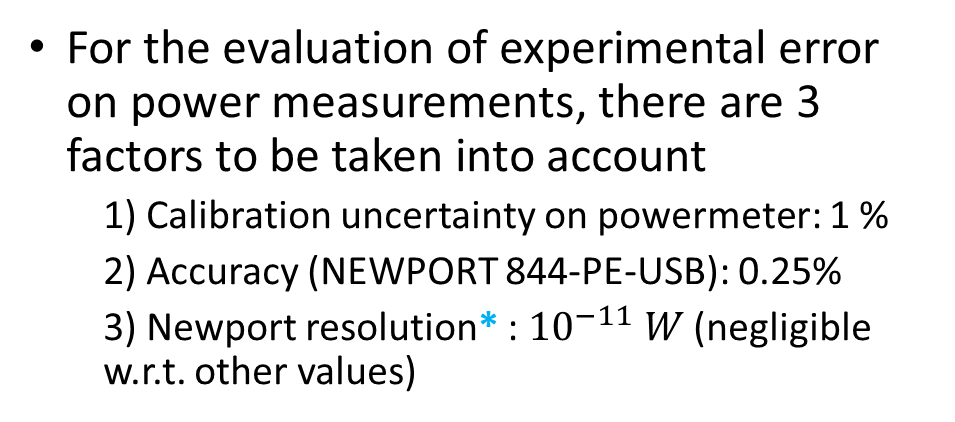 • For the evaluation of experimental error
on power measurements, there are 3
factors to be taken into account
1) Calibration uncertainty on powermeter: 1 %
2) Accuracy (NEWPORT 844-PE-USB): 0.25%
3) Newport resolution* : 10⁻¹¹ W (negligible
w.r.t. other values)